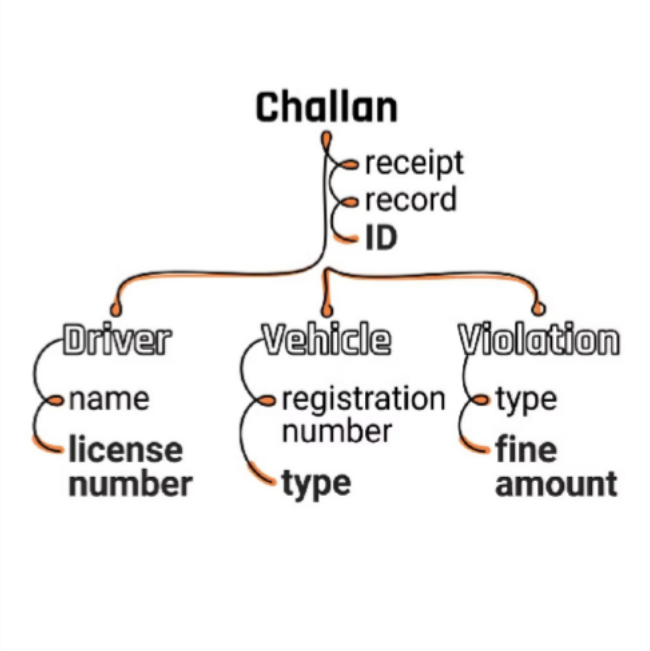 Challan
receipt
record
ID
Driver
name
license
number
Vehicle
registration
number
type
Violation
type
fine
amount